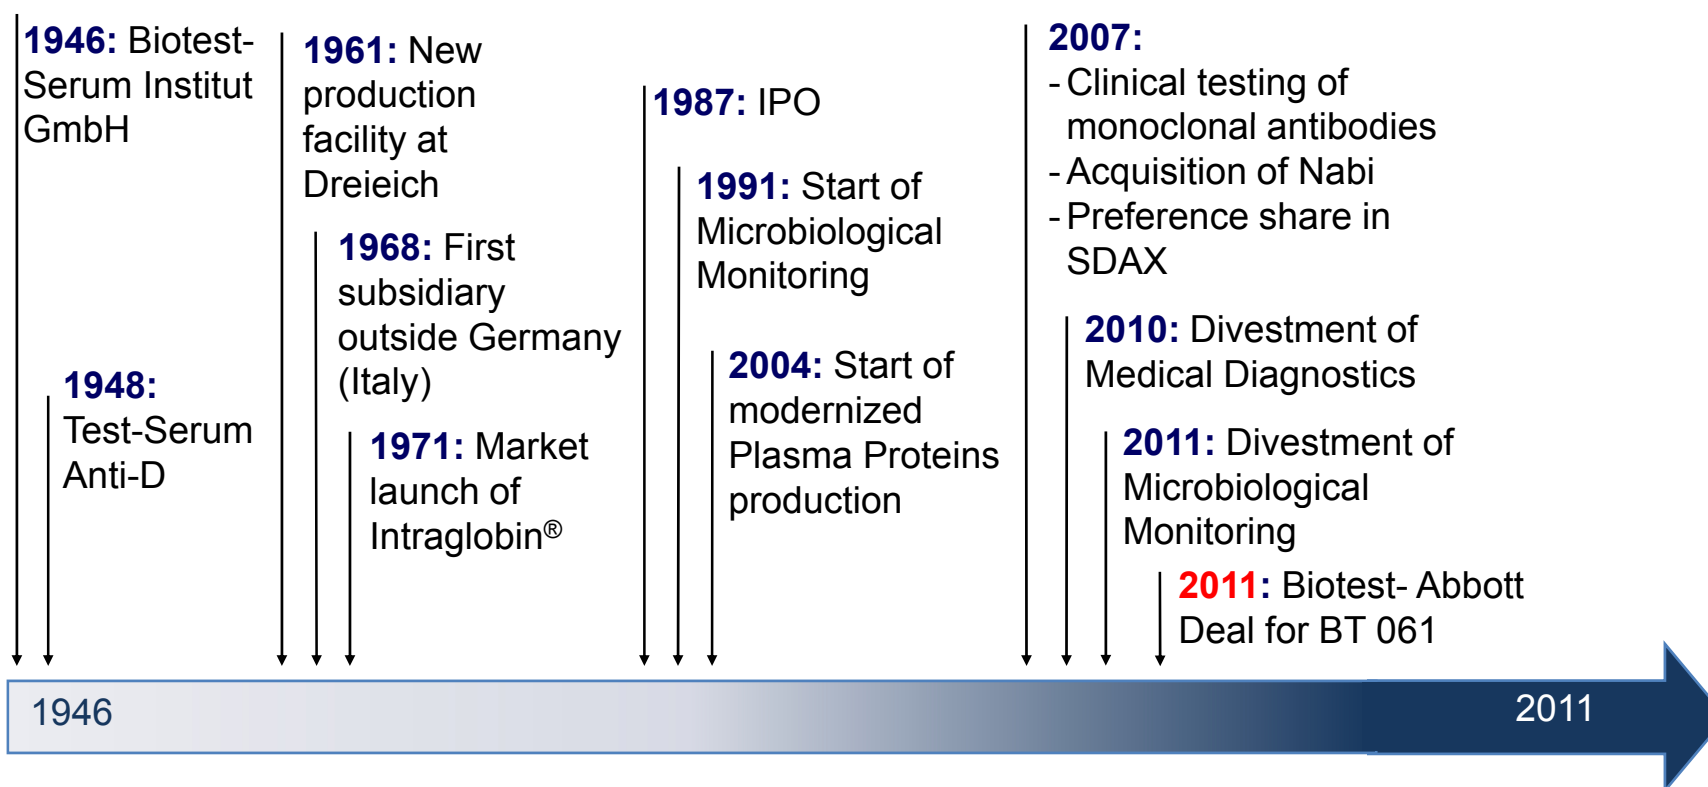 1946: Biotest-
Serum Institut
GmbH
1948:
Test-Serum
Anti-D
1961: New
production
facility at
Dreieich
1968: First
subsidiary
outside Germany
(Italy)
1971: Market
launch of
Intraglobin®
1987: IPO
1991: Start of
Microbiological
Monitoring
2004: Start of
modernized
Plasma Proteins
production
2007:
- Clinical testing of
monoclonal antibodies
- Acquisition of Nabi
- Preference share in
SDAX
2010: Divestment of
Medical Diagnostics
2011: Divestment of
Microbiological
Monitoring
2011: Biotest- Abbott
Deal for BT 061
1946
2011